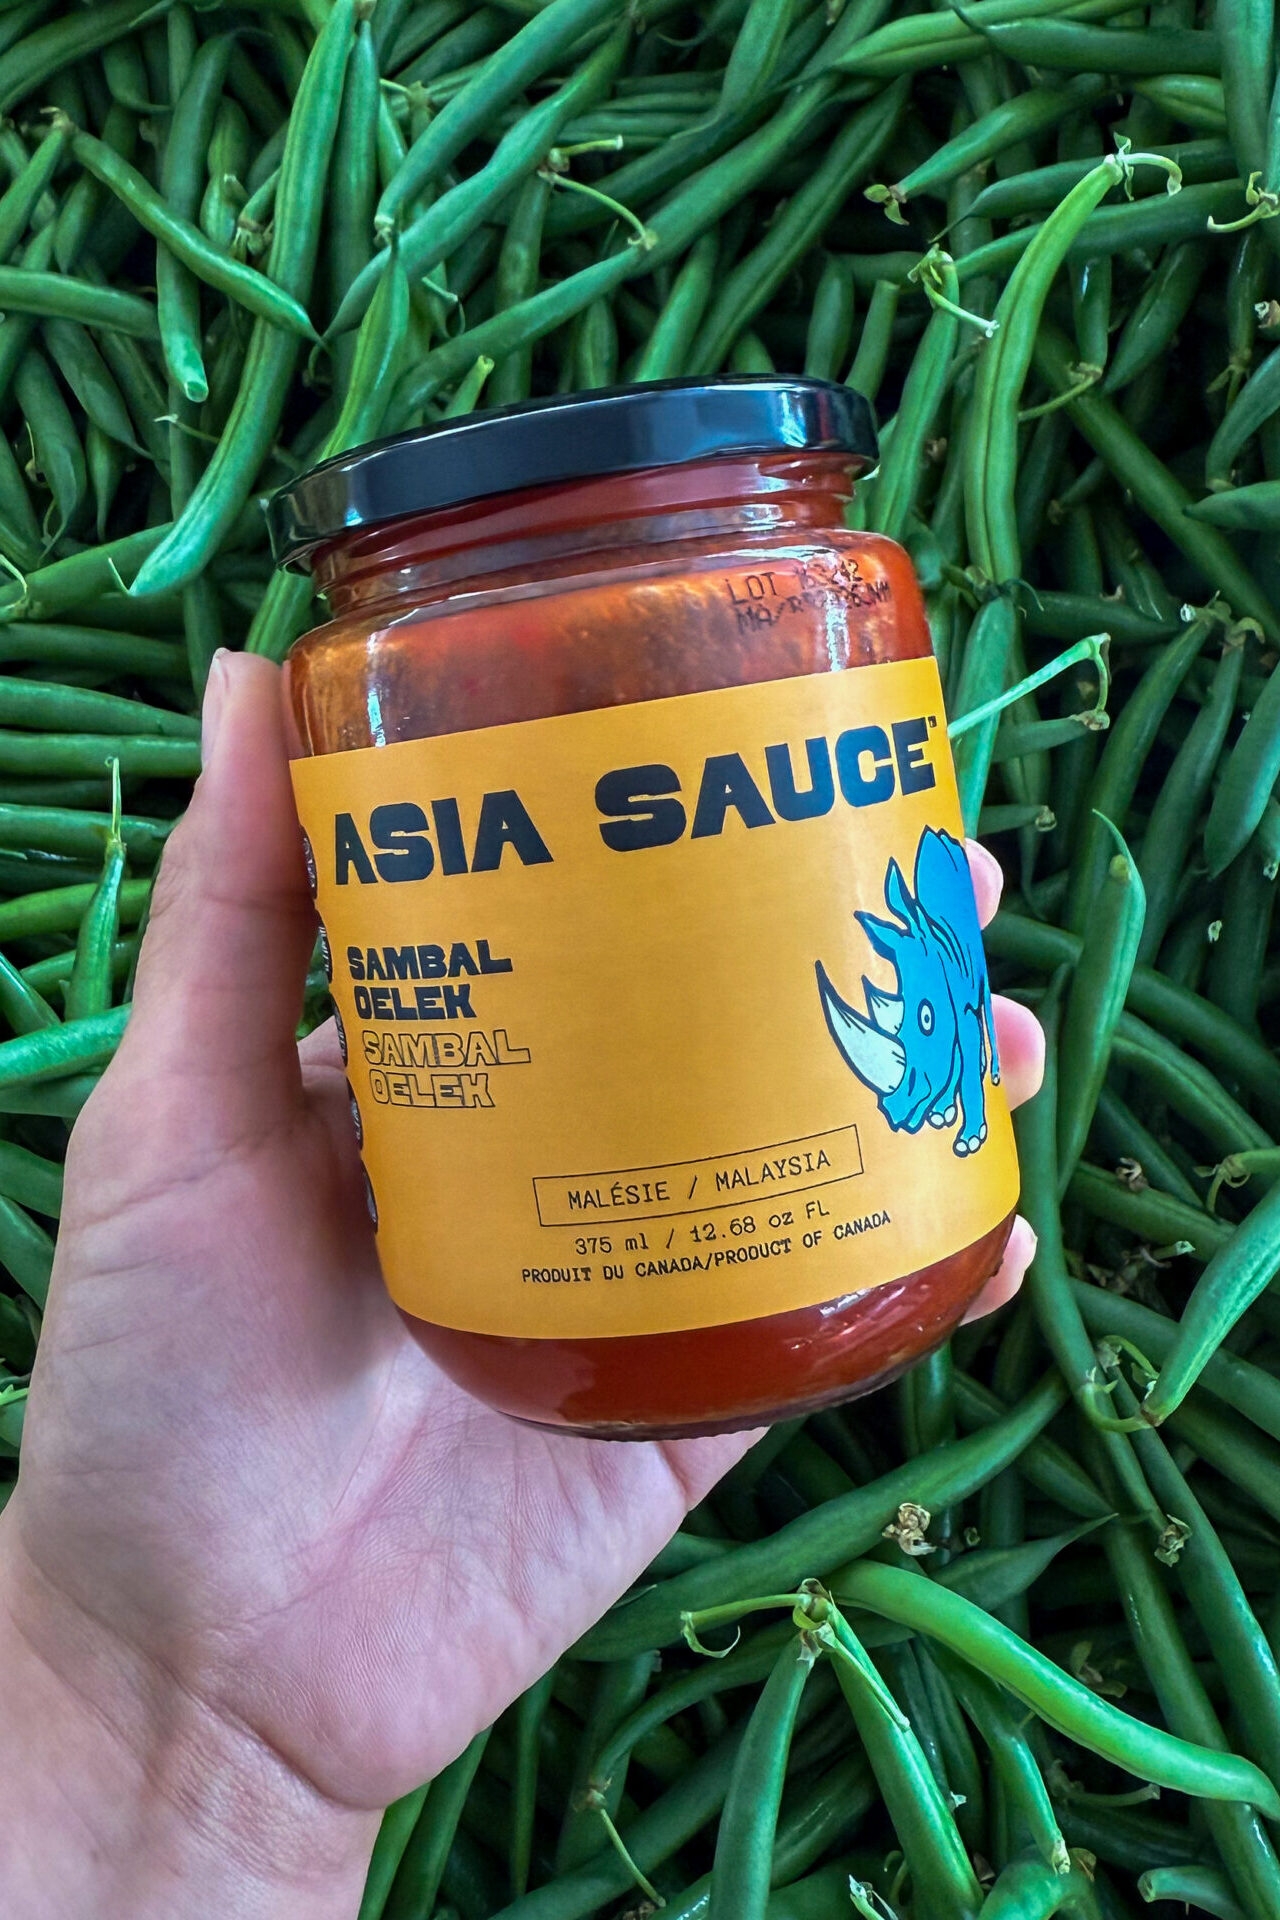 LOT
ASIA SAUCE
SAMBAL
OELEK
SAMBAL
OELEK
MALÉSIE / MALAYSIA
375 ml / 12.68 oz FL
PRODUIT DU CANADA/PRODUCT OF CANADA